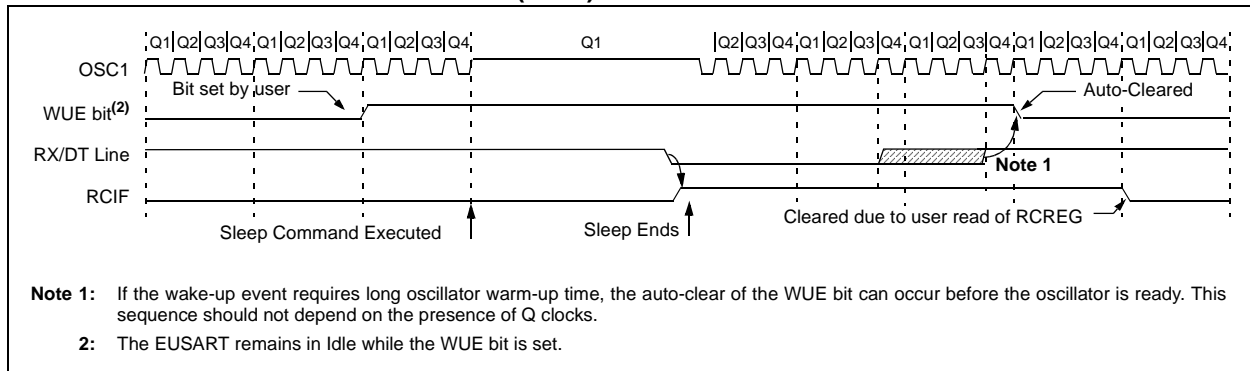 Q1 Q2 Q3 Q4 Q1 Q2 Q3 Q4 Q1 Q2 Q3 Q4 Q1 Q2 Q3 Q4 Q1 Q2 Q3 Q4 Q1 Q2 Q3 Q4 Q1 Q2 Q3 Q4 Q1 Q2 Q3 Q4
OSC1
Bit set by user
Auto-Cleared
WUE bit(2)
RX/DT Line
Note 1
RCIF
Cleared due to user read of RCREG
Sleep Command Executed
Sleep Ends
Note 1: If the wake-up event requires long oscillator warm-up time, the auto-clear of the WUE bit can occur before the oscillator is ready. This
sequence should not depend on the presence of Q clocks.
2: The EUSART remains in Idle while the WUE bit is set.